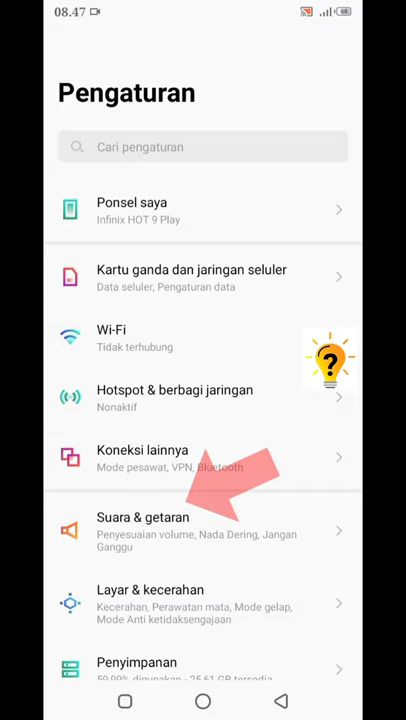 08.47
Pengaturan
Cari pengaturan
Ponsel saya
Infinix HOT 9 Play
Kartu ganda dan jaringan seluler
Data seluler, Pengaturan data
Wi-Fi
Tidak terhubung
?
Hotspot & berbagi jaringan
Nonaktif
Koneksi lainnya
Mode pesawat, VPN, Bluetooth
Suara & getaran
Penyesuaian volume, Nada Dering, Jangan
Ganggu
Layar & kecerahan
Kecerahan, Perawatan mata, Mode gelap,
Mode Anti ketidaksengajaan
Penyimpanan
59,99% digunakan - 25,61 GB tersedia